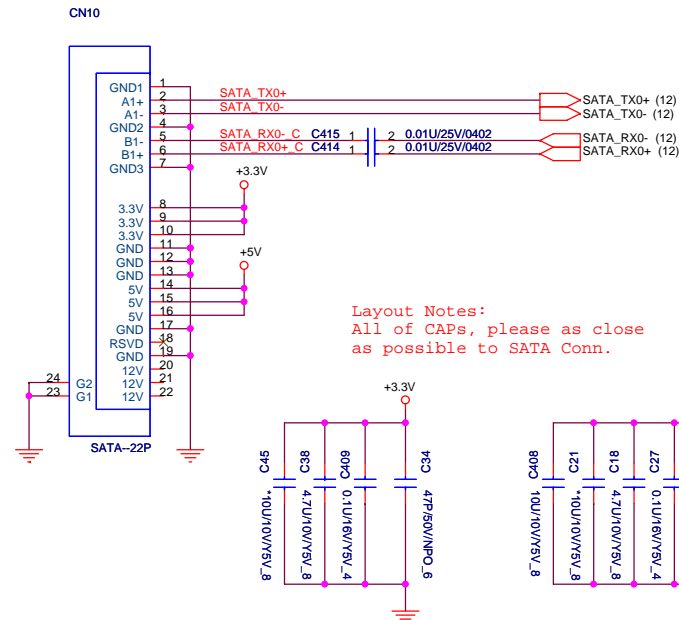 CN10
GND1 1
A1+ 2 SATA_TX0+ SATA_TX0+ (12)
A1- 3 SATA_TX0- SATA_TX0- (12)
GND2 4
B1- 5 SATA_RX0-_C C415 1 2 0.01U/25V/0402 SATA_RX0- (12)
B1+ 6 SATA_RX0+_C C414 1 2 0.01U/25V/0402 SATA_RX0+ (12)
GND3 7
+3.3V
3.3V 8
3.3V 9
3.3V 10
GND 11
GND 12
GND 13
+5V
5V 14
5V 15
5V 16
GND 17
RSVD 18
GND 19
12V 20
12V 21
12V 22
24 G2
23 G1
SATA--22P
Layout Notes:
All of CAPs, please as close
as possible to SATA Conn.
+3.3V
C45 *10U/10V/Y5V_8
C38 4.7U/10V/Y5V_8
C409 0.1U/16V/Y5V_4
C34 47P/50V/NPO_6
C408 10U/10V/Y5V_8
C21 *10U/10V/Y5V_8
C18 4.7U/10V/Y5V_8
C27 0.1U/16V/Y5V_4